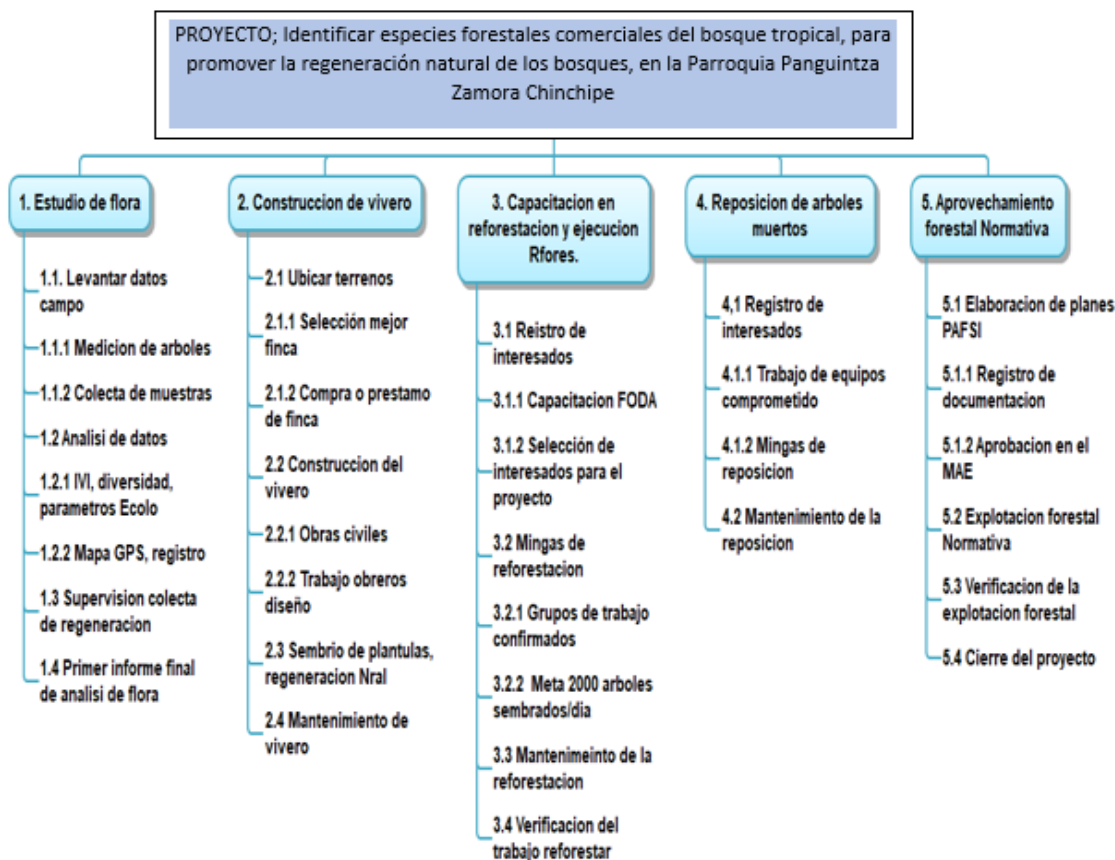 PROYECTO; Identificar especies forestales comerciales del bosque tropical, para
promover la regeneración natural de los bosques, en la Parroquia Panguintza
Zamora Chinchipe
1. Estudio de flora
1.1. Levantar datos
campo
1.1.1 Medicion de arboles
1.1.2 Colecta de muestras
1.2 Analisi de datos
1.2.1 IVI, diversidad,
parametros Ecolo
1.2.2 Mapa GPS, registro
1.3 Supervision colecta
de regeneracion
1.4 Primer informe final
de analisi de flora
2. Construccion de vivero
2.1 Ubicar terrenos
2.1.1 Selección mejor
finca
2.1.2 Compra o prestamo
de finca
2.2 Construccion del
vivero
2.2.1 Obras civiles
2.2.2 Trabajo obreros
diseño
2.3 Sembrio de plantulas,
regeneracion Nral
2.4 Mantenimiento de
vivero
3. Capacitacion en
reforestacion y ejecucion
Rfores.
3.1 Reistro de
interesados
3.1.1 Capacitacion FODA
3.1.2 Selección de
interesados para el
proyecto
3.2 Mingas de
reforestacion
3.2.1 Grupos de trabajo
confirmados
3.2.2 Meta 2000 arboles
sembrados/dia
3.3 Mantenimeinto de la
reforestacion
3.4 Verificacion del
trabajo reforestar
4. Reposicion de arboles
muertos
4,1 Registro de
interesados
4.1.1 Trabajo de equipos
comprometido
4.1.2 Mingas de
reposicion
4.2 Mantenimiento de la
reposicion
5. Aprovechamiento
forestal Normativa
5.1 Elaboracion de planes
PAFSI
5.1.1 Registro de
documentacion
5.1.2 Aprobacion en el
MAE
5.2 Explotacion forestal
Normativa
5.3 Verificacion de la
explotacion forestal
5.4 Cierre del proyecto